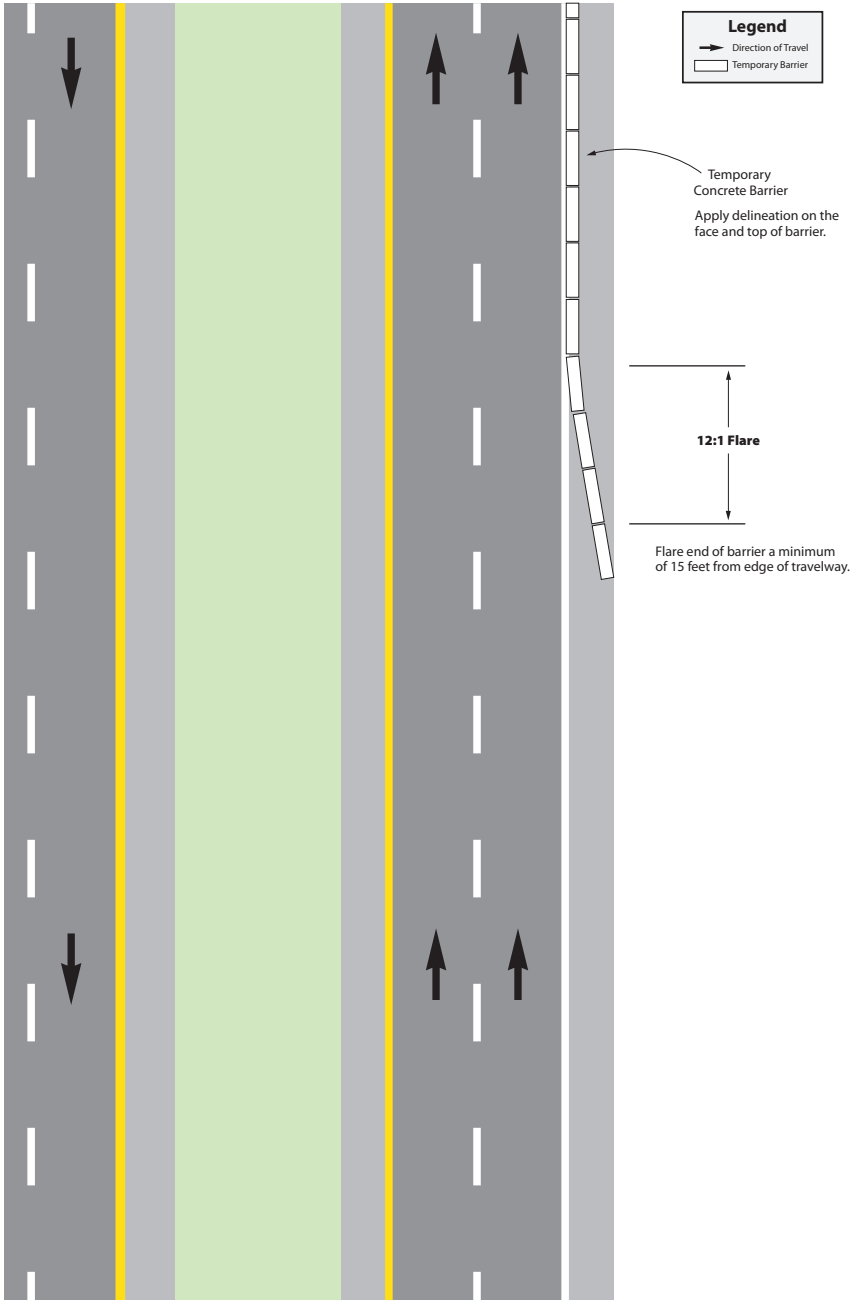 Legend
Direction of Travel
Temporary Barrier
Temporary
Concrete Barrier
Apply delineation on the
face and top of barrier.
12:1 Flare
Flare end of barrier a minimum
of 15 feet from edge of travelway.